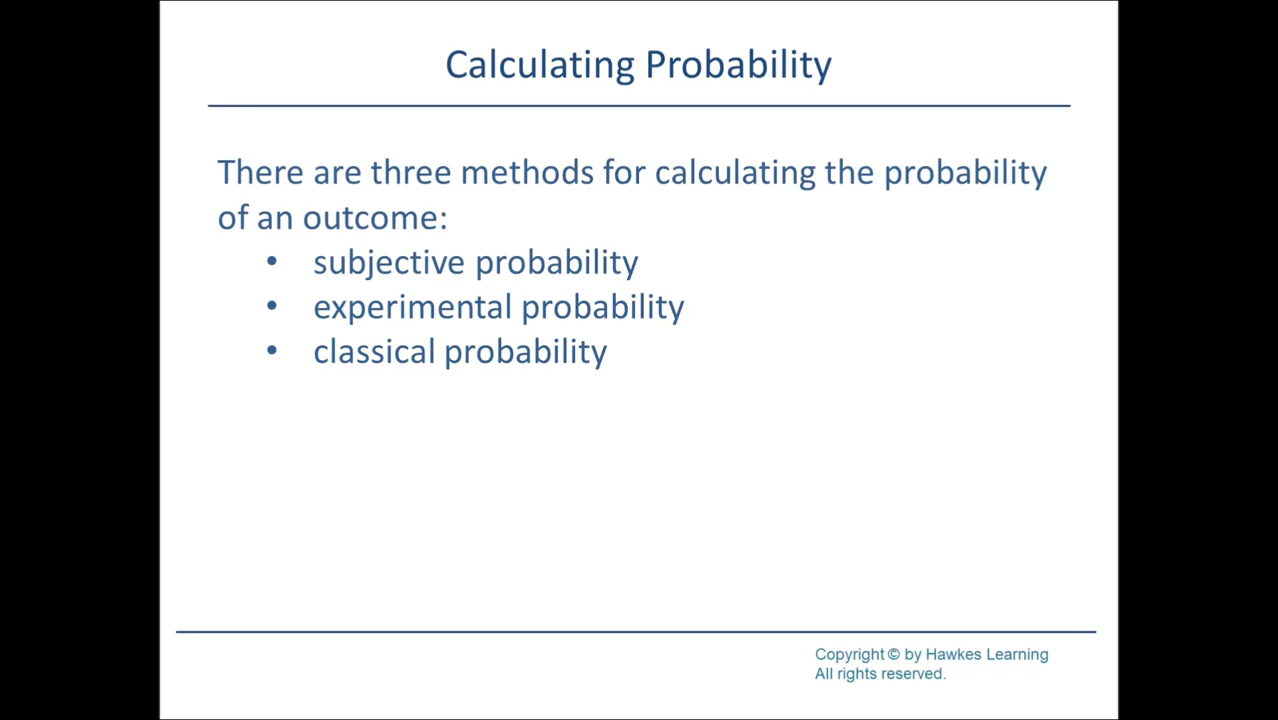 Calculating Probability
There are three methods for calculating the probability
of an outcome:
• subjective probability
• experimental probability
• classical probability
Copyright © by Hawkes Learning
All rights reserved.